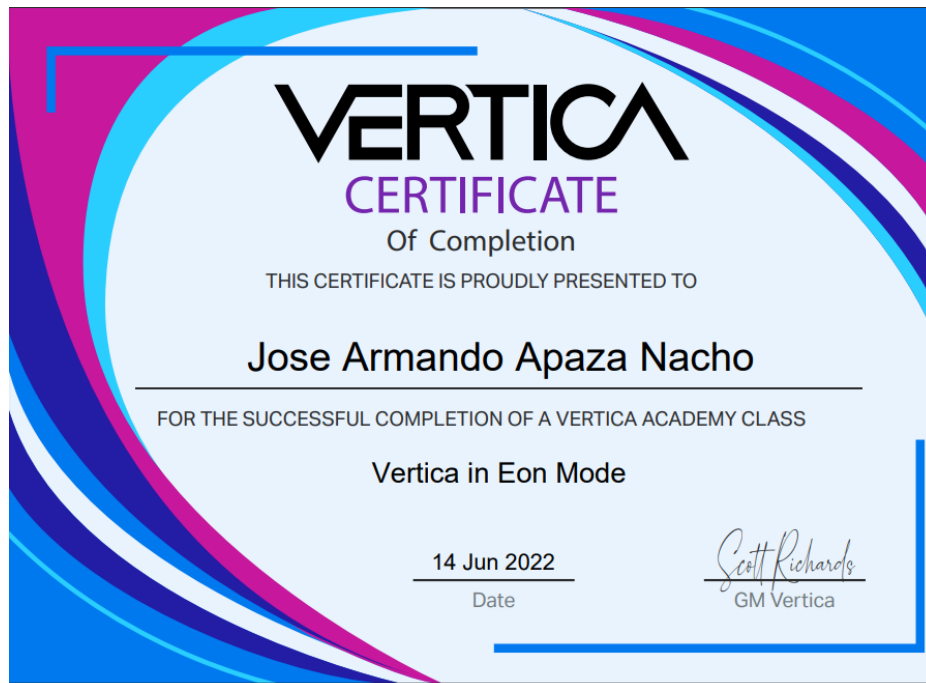 VERTICA
CERTIFICATE
Of Completion
THIS CERTIFICATE IS PROUDLY PRESENTED TO
Jose Armando Apaza Nacho
FOR THE SUCCESSFUL COMPLETION OF A VERTICA ACADEMY CLASS
Vertica in Eon Mode
14 Jun 2022
Scott Richards
Date
GM Vertica